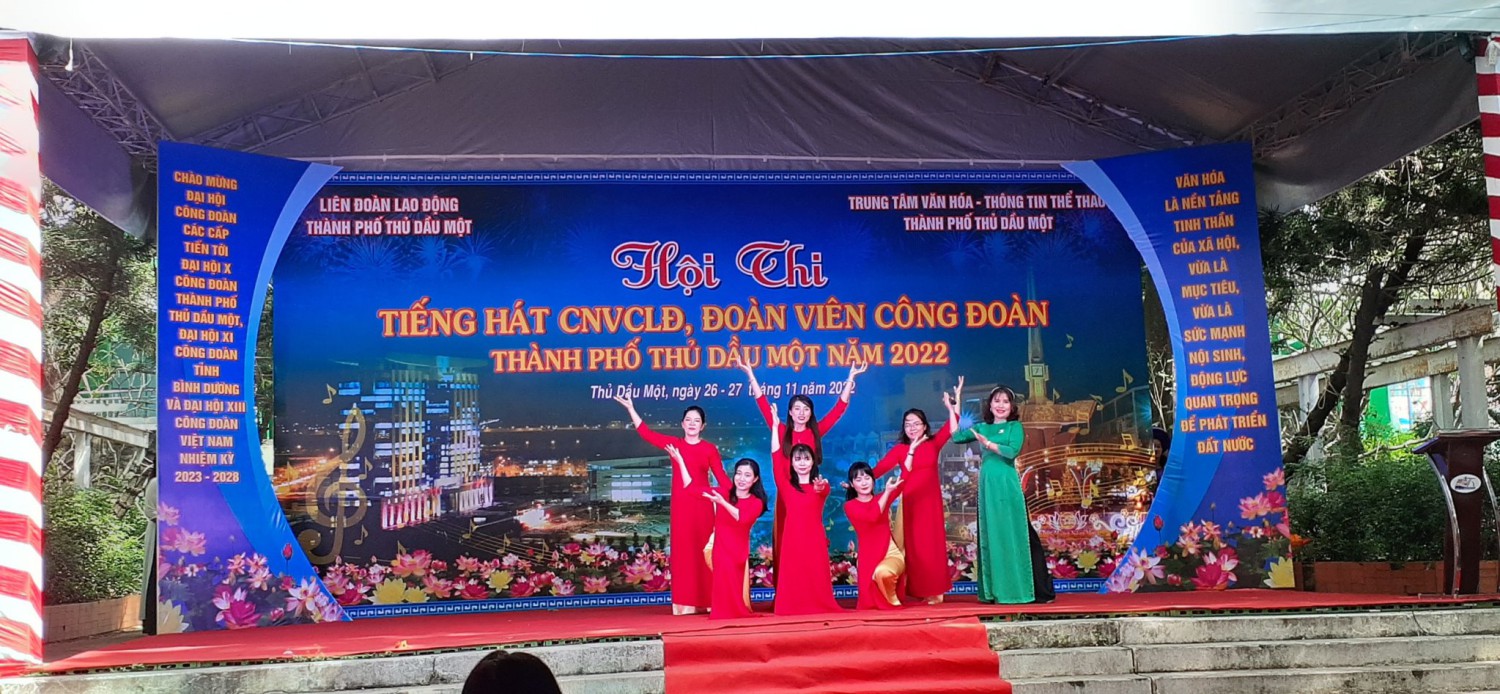 CHÀO MỪNG
ĐẠI HỘI
CÔNG ĐOÀN
CÁC CẤP
TIẾN TỚI
ĐẠI HỘI X
CÔNG ĐOÀN
THÀNH PHỐ
THỦ DẦU MỘT,
ĐẠI HỘI XI
CÔNG ĐOÀN
TỈNH
BÌNH DƯƠNG
VÀ ĐẠI HỘI XIII
CÔNG ĐOÀN
VIỆT NAM
NHIỆM KỲ
2023 - 2028
LIÊN ĐOÀN LAO ĐỘNG
THÀNH PHỐ THỦ DẦU MỘT
TRUNG TÂM VĂN HÓA - THÔNG TIN THỂ THAO
THÀNH PHỐ THỦ DẦU MỘT
Hội Thi
TIẾNG HÁT CNVCLĐ, ĐOÀN VIÊN CÔNG ĐOÀN
THÀNH PHỐ THỦ DẦU MỘT NĂM 2022
Thủ Dầu Một, ngày 26 - 27 tháng 11 năm 2022
VĂN HÓA
LÀ NỀN TẢNG
TINH THẦN
CỦA XÃ HỘI,
VỪA LÀ
MỤC TIÊU,
VỪA LÀ
SỨC MẠNH
NỘI SINH,
ĐỘNG LỰC
QUAN TRỌNG
ĐỂ PHÁT TRIỂN
ĐẤT NƯỚC